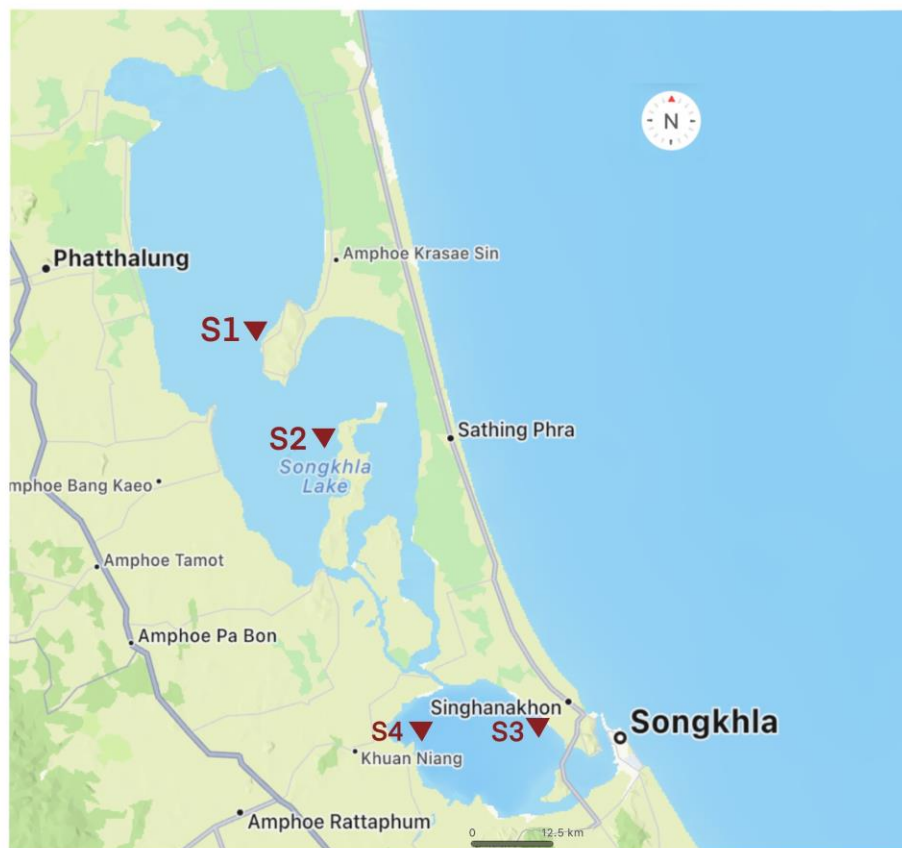 N
Phatthalung
Amphoe Krasae Sin
S1
S2
Sathing Phra
Songkhla
Lake
mphoe Bang Kaeo
Amphoe Tamot
Amphoe Pa Bon
Singhanakhon
S4
S3
Songkhla
Khuan Niang
Amphoe Rattaphum
0 12.5 km